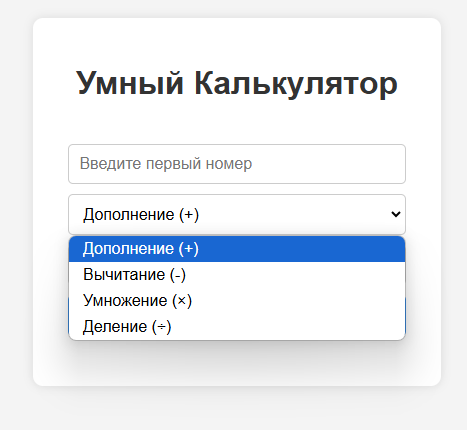 Умный Калькулятор
Введите первый номер
Дополнение (+)
Дополнение (+)
Вычитание (-)
Умножение (×)
Деление (÷)